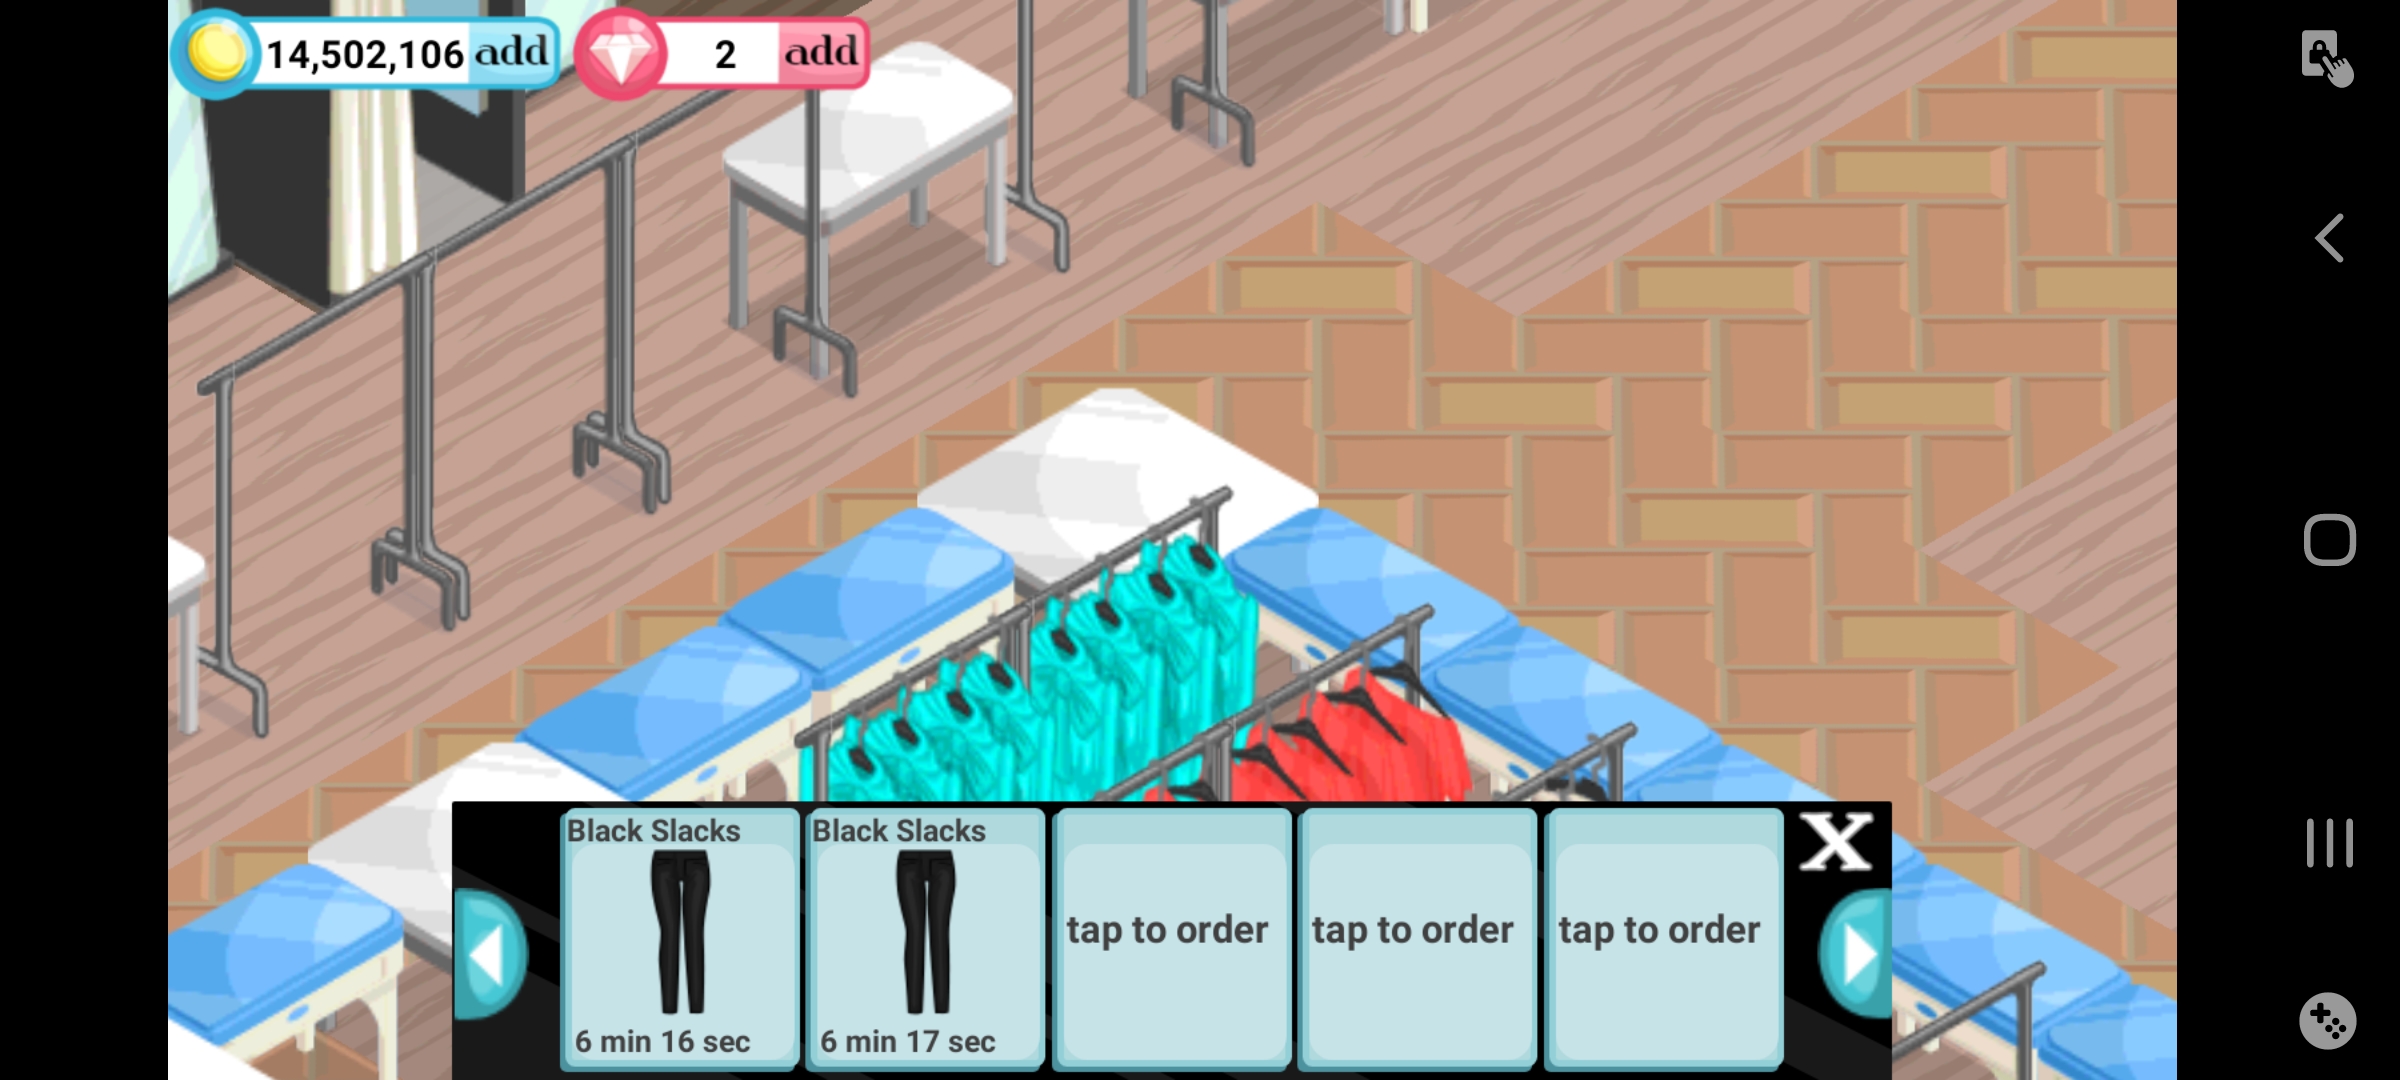 14,502,106 add 2 add
Black Slacks Black Slacks X
tap to order tap to order tap to order
6 min 16 sec 6 min 17 sec